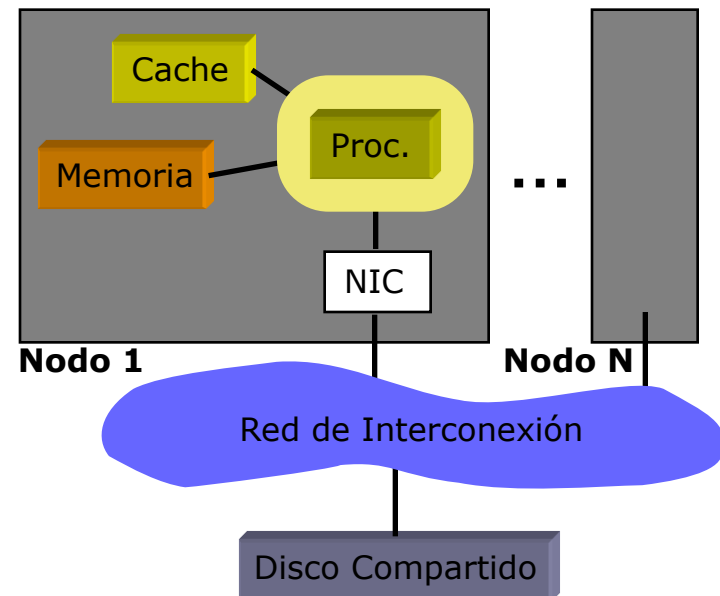 Cache
Proc.
Memoria
...
NIC
Nodo 1
Nodo N
Red de Interconexión
Disco Compartido